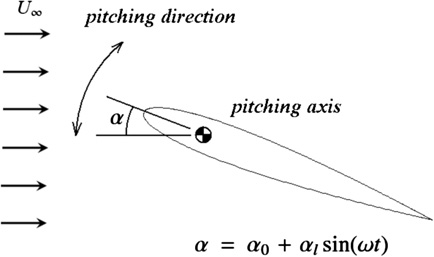 U∞
pitching direction
α
pitching axis
α = α₀ + αₗ sin(ωt)